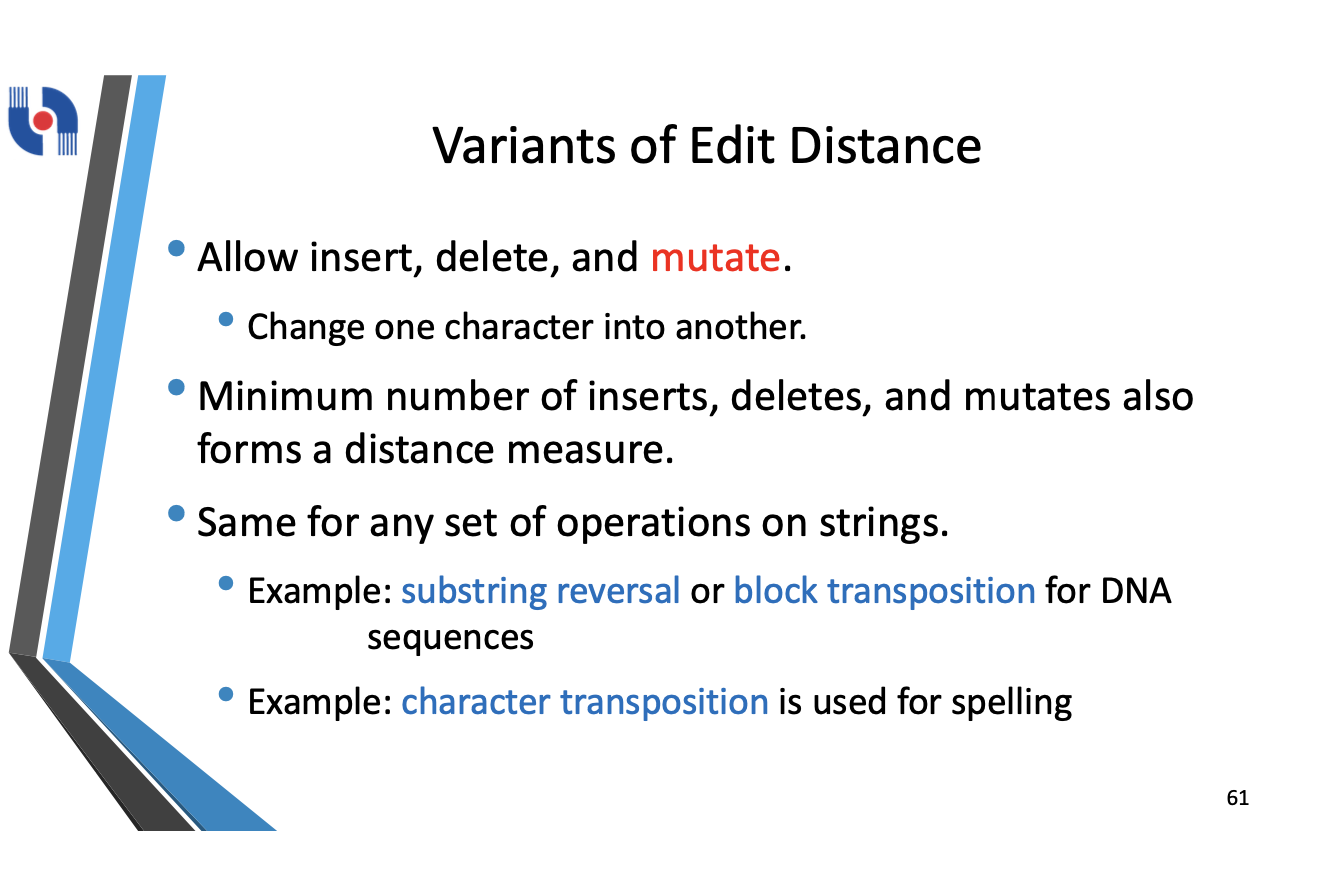 Variants of Edit Distance
• Allow insert, delete, and mutate.
• Change one character into another.
• Minimum number of inserts, deletes, and mutates also
forms a distance measure.
• Same for any set of operations on strings.
• Example: substring reversal or block transposition for DNA
sequences
• Example: character transposition is used for spelling
61